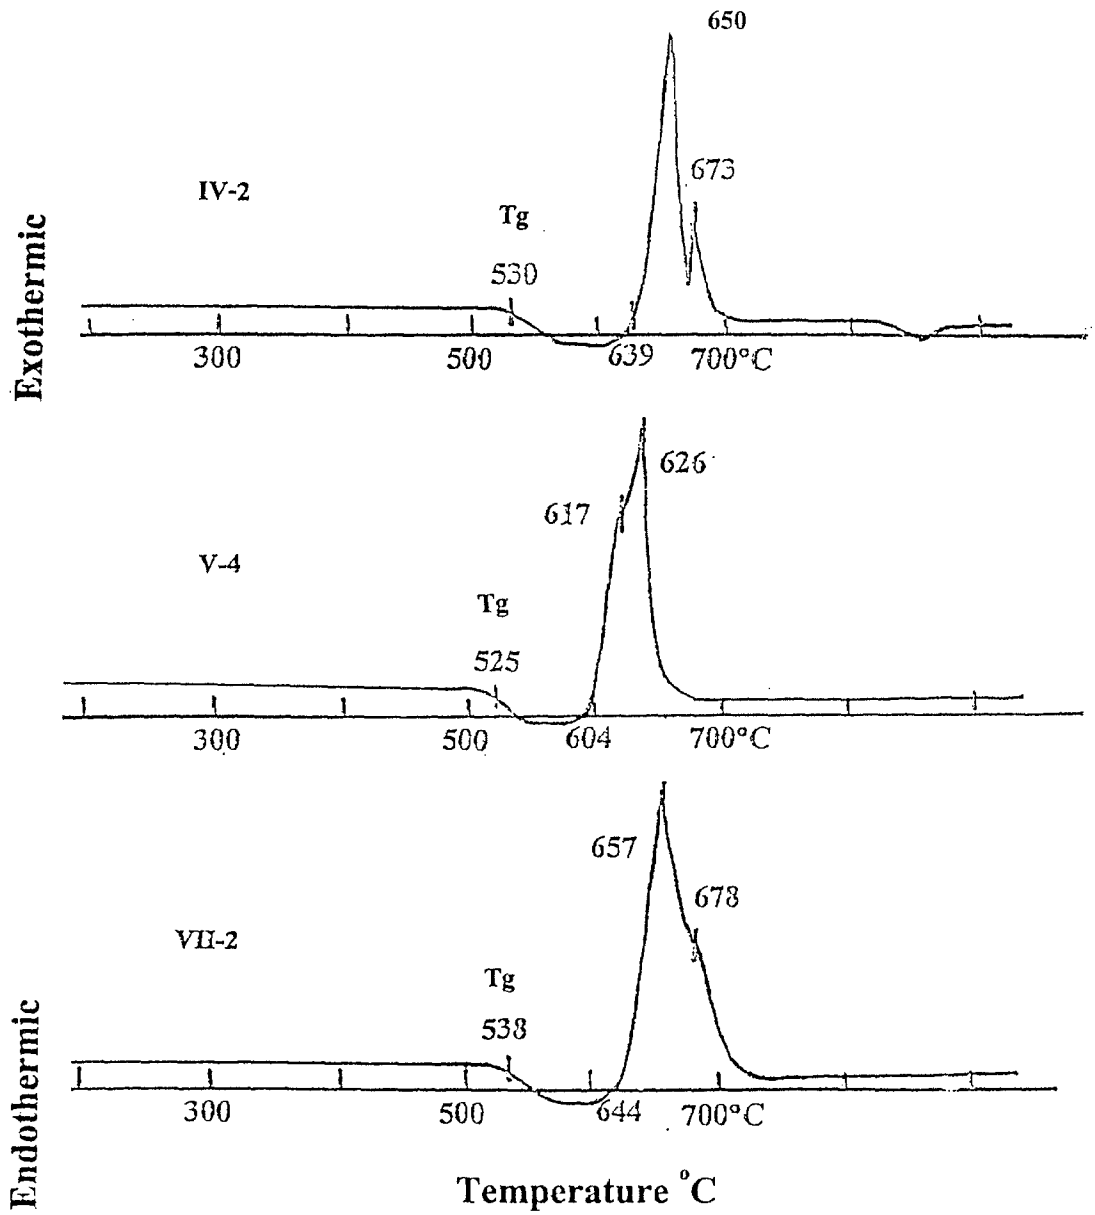 650
673
IV-2
Tg
530
Exothermic
300 500 639 700°C
626
617
V-4
Tg
525
300 500 604 700°C
657
678
VII-2
Tg
538
Endothermic
300 500 644 700°C
Temperature °C